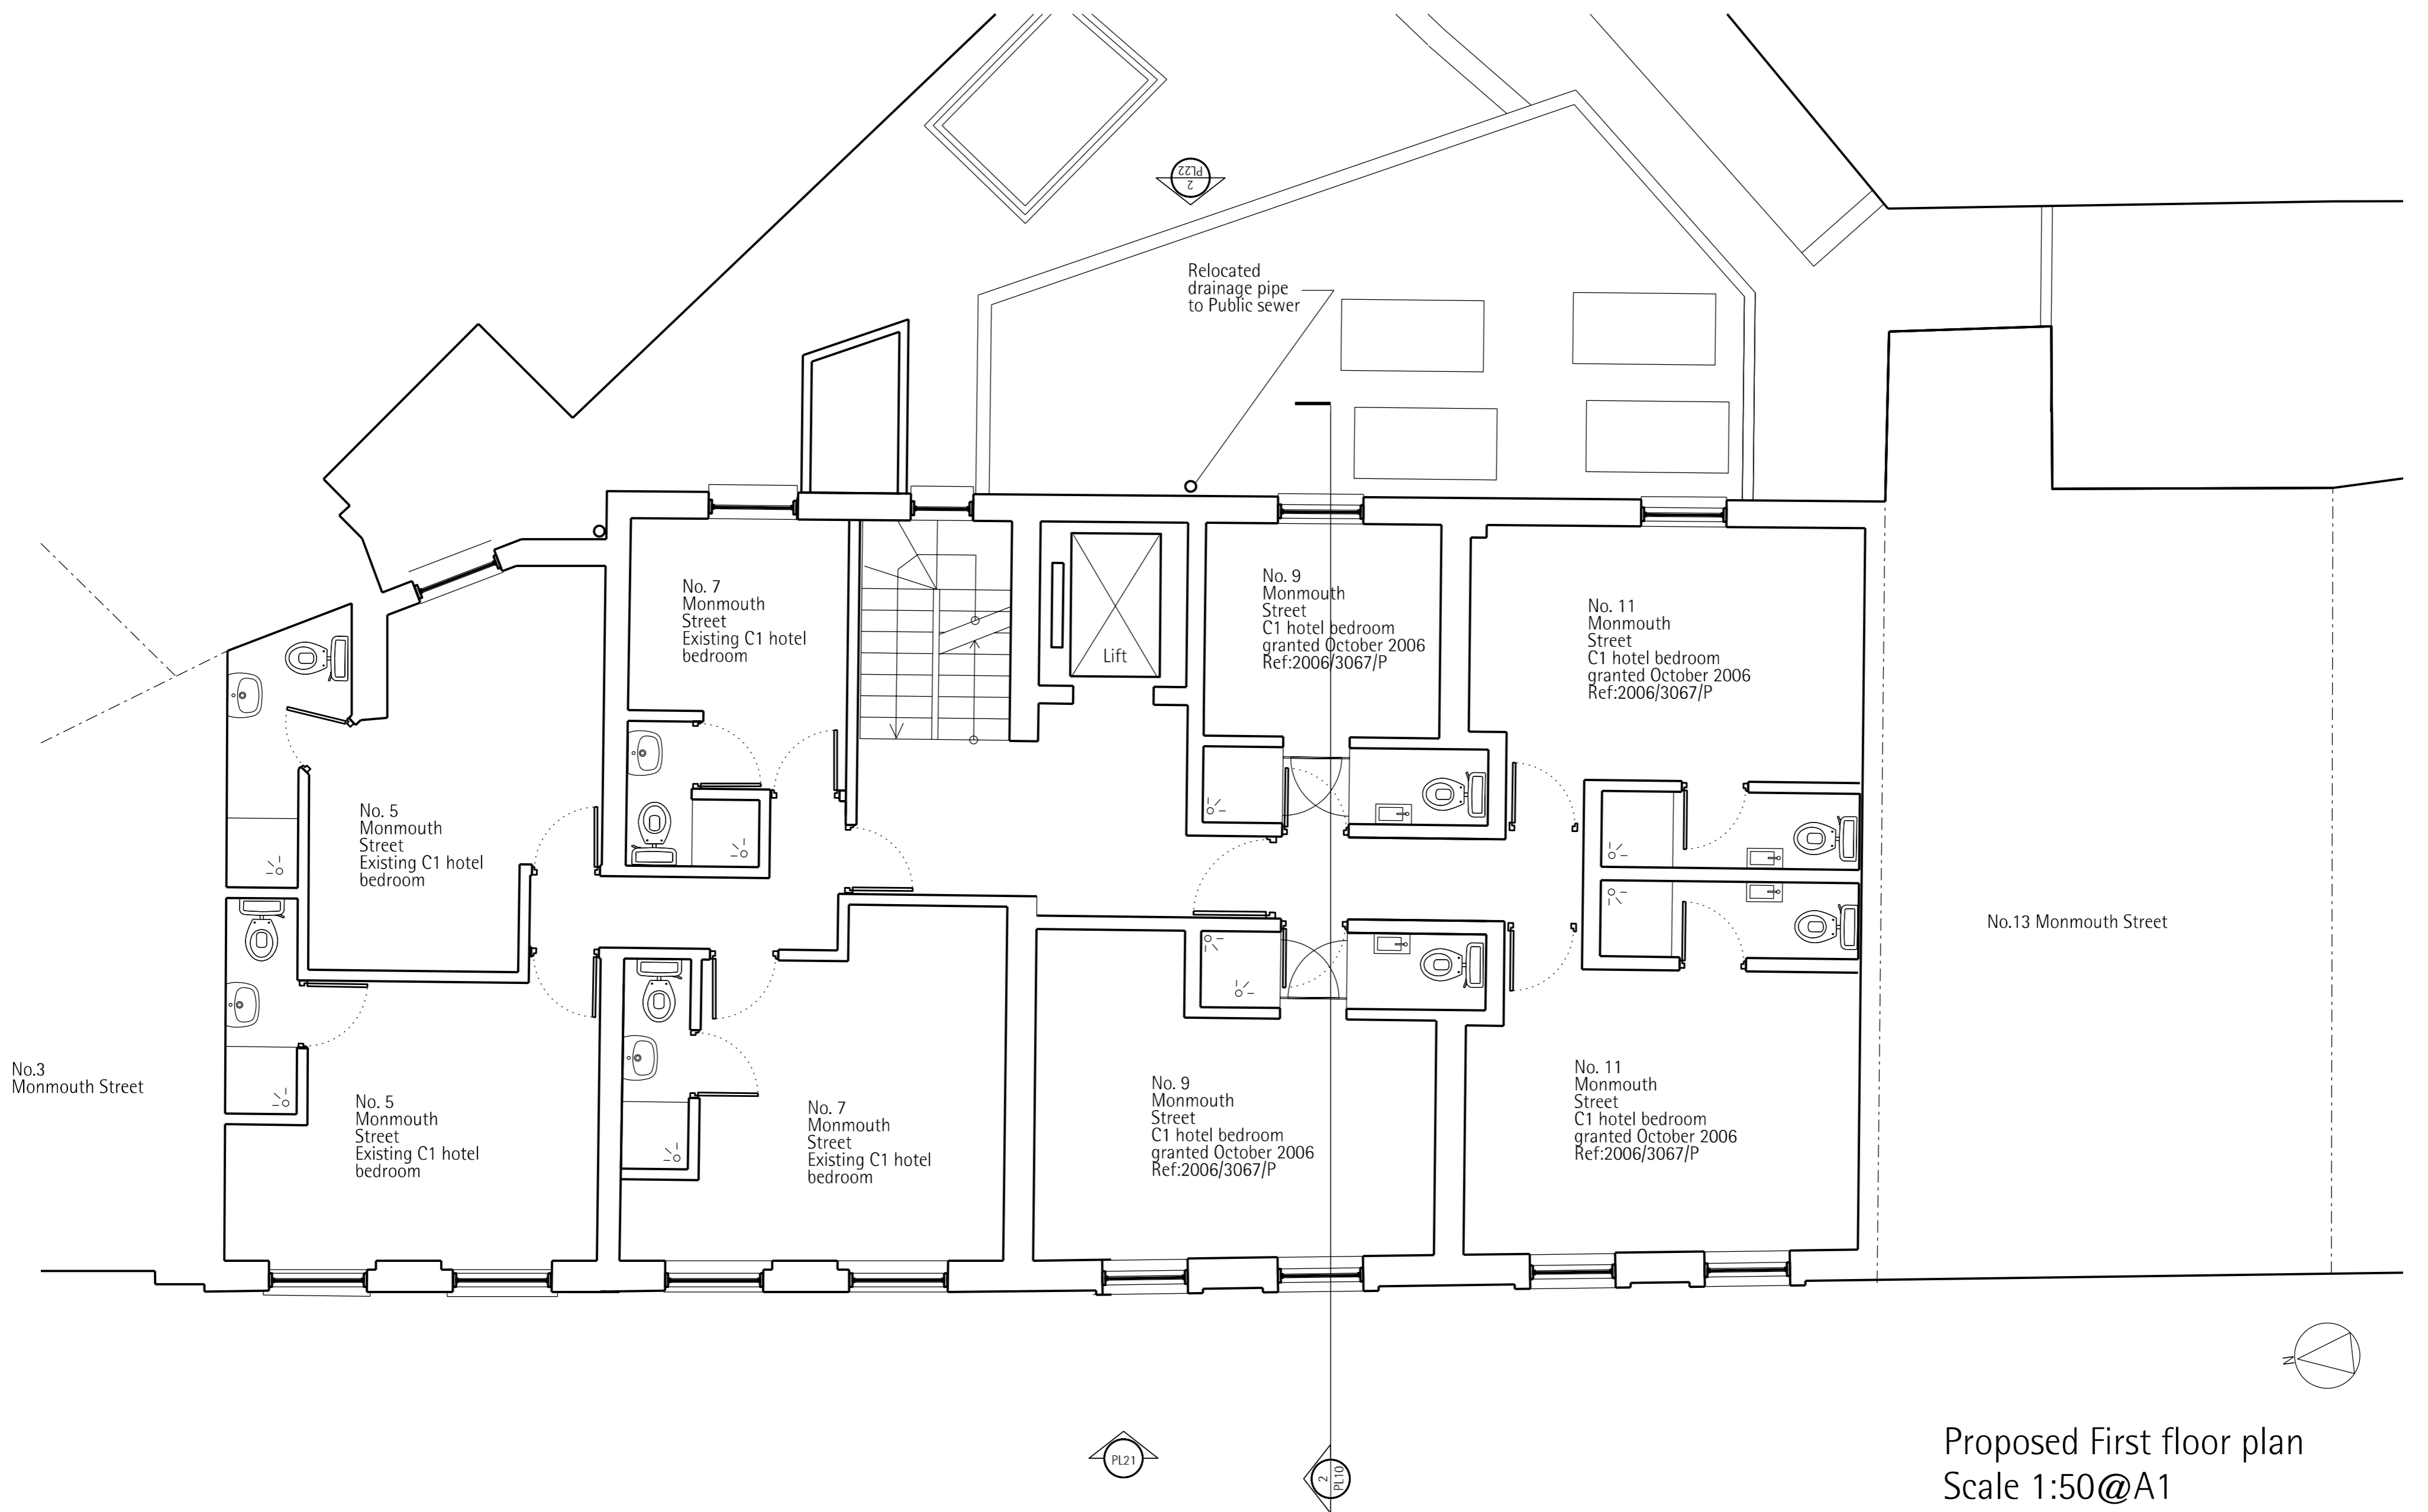 PL22
2
Relocated
drainage pipe
to Public sewer
No. 7
Monmouth
Street
Existing C1 hotel
bedroom
Lift
No. 9
Monmouth
Street
C1 hotel bedroom
granted October 2006
Ref:2006/3067/P
No. 11
Monmouth
Street
C1 hotel bedroom
granted October 2006
Ref:2006/3067/P
No. 5
Monmouth
Street
Existing C1 hotel
bedroom
No.13 Monmouth Street
No.3
Monmouth Street
No. 5
Monmouth
Street
Existing C1 hotel
bedroom
No. 7
Monmouth
Street
Existing C1 hotel
bedroom
No. 9
Monmouth
Street
C1 hotel bedroom
granted October 2006
Ref:2006/3067/P
No. 11
Monmouth
Street
C1 hotel bedroom
granted October 2006
Ref:2006/3067/P
N
PL21
2
PL10
Proposed First floor plan
Scale 1:50@A1